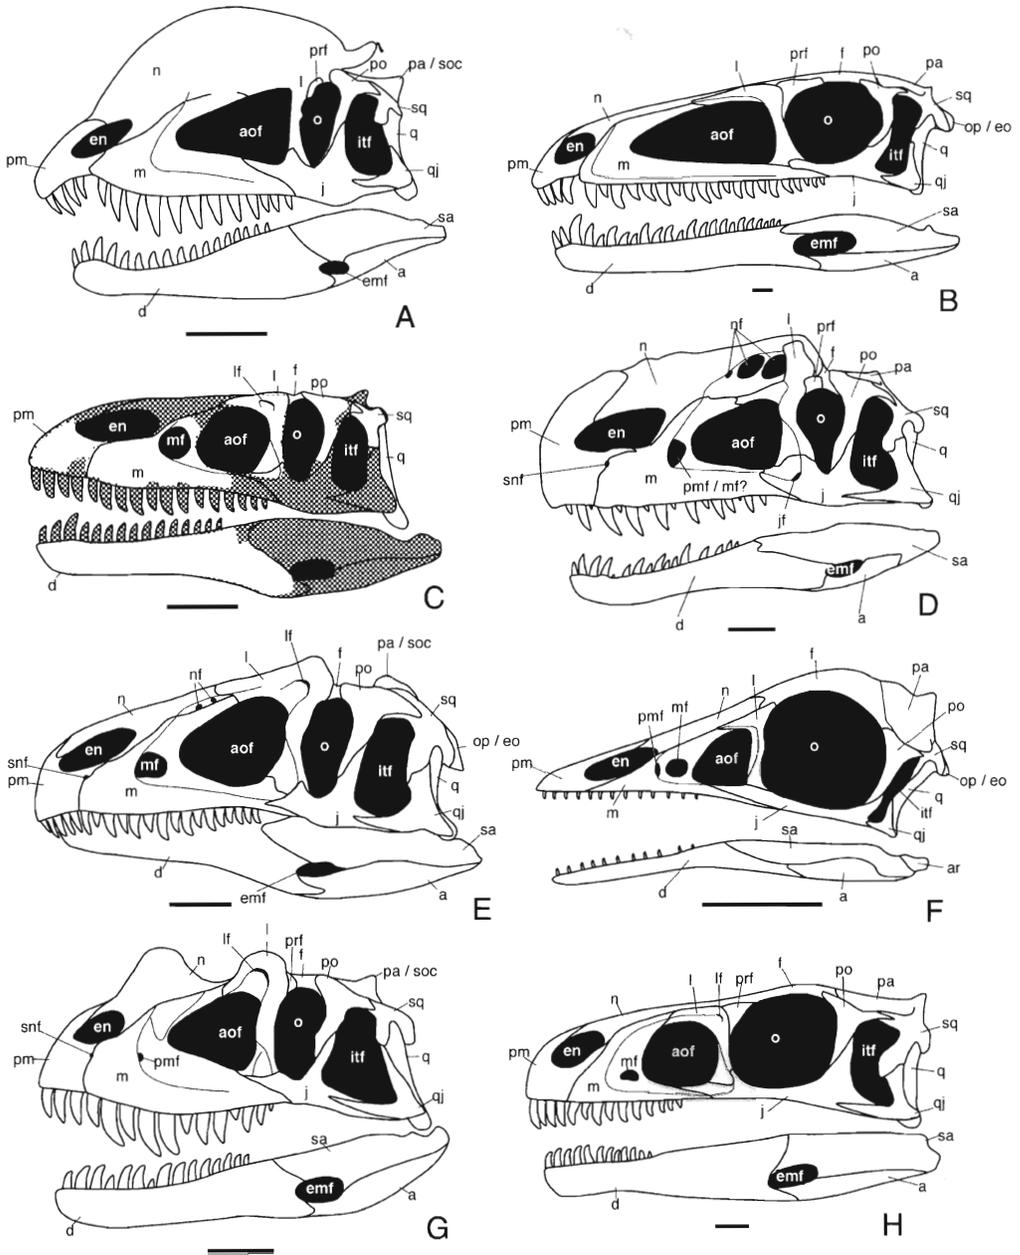 n
prf
l
po
pa / soc
sq
en
aof
o
itf
q
pm
m
j
qj
sa
a
emf
d
A
n
l
prf
f
po
pa
sq
op / eo
en
aof
o
itf
q
pm
m
j
qj
sa
emf
a
d
B
lf
l
f
po
pm
sq
en
mf
aof
o
itf
q
m
d
C
nf
l
prf
n
f
po
pa
sq
pm
en
aof
o
itf
q
snf
m
pmf / mf?
j
qj
jf
sa
emf
a
d
D
lf
pa / soc
l
f
nf
po
n
sq
op / eo
en
aof
o
snf
mf
itf
pm
m
q
j
qj
sa
d
emf
a
E
f
pa
l
n
mf
po
pmf
sq
o
pm
en
aof
op / eo
q
itf
m
j
qj
sa
ar
d
a
F
l
lf
prf
f
n
po
pa / soc
sq
snf
en
aof
o
itf
pm
pmf
q
m
j
qj
sa
emf
a
d
G
f
l
lf
prf
po
n
pa
sq
pm
en
aof
o
itf
mf
q
m
j
qj
sa
emf
a
d
H